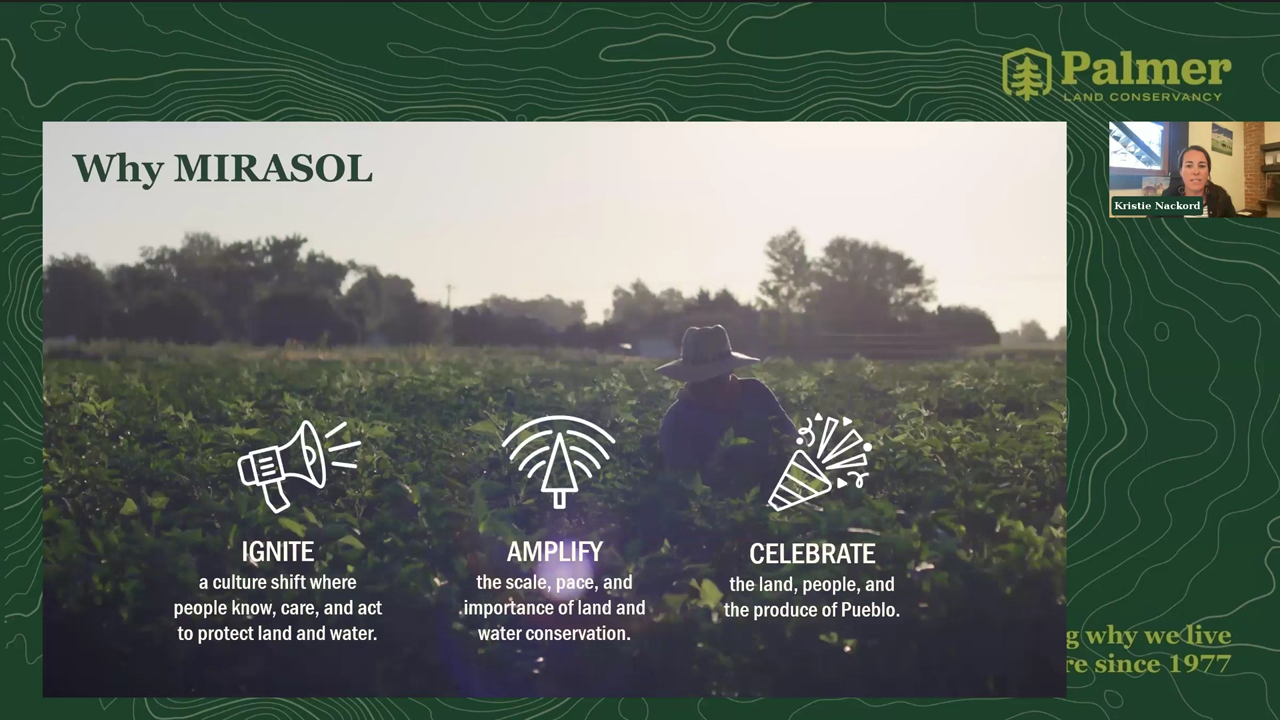 Palmer
LAND CONSERVANCY
Why MIRASOL
Kristie Nackord
IGNITE
a culture shift where
people know, care, and act
to protect land and water.
AMPLIFY
the scale, pace, and
importance of land and
water conservation.
CELEBRATE
the land, people, and
the produce of Pueblo.
g why we live
re since 1977